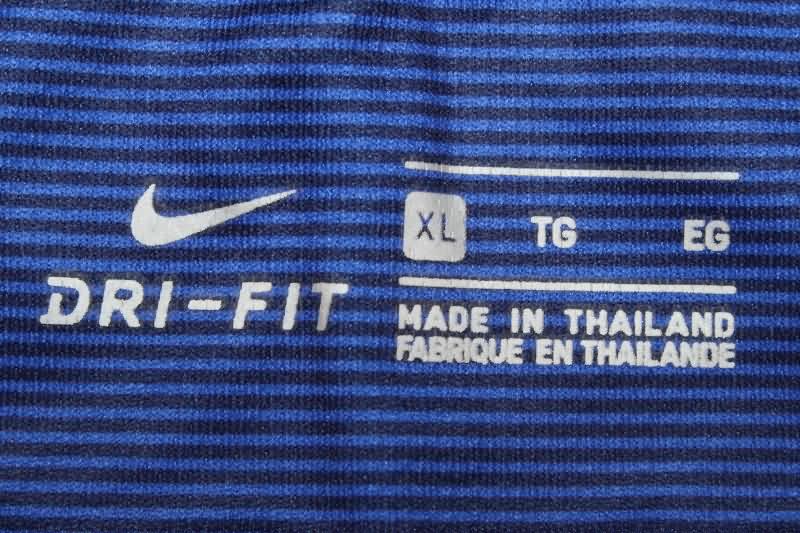 DRI-FIT
XL TG EG
MADE IN THAILAND
FABRIQUE EN THAILANDE